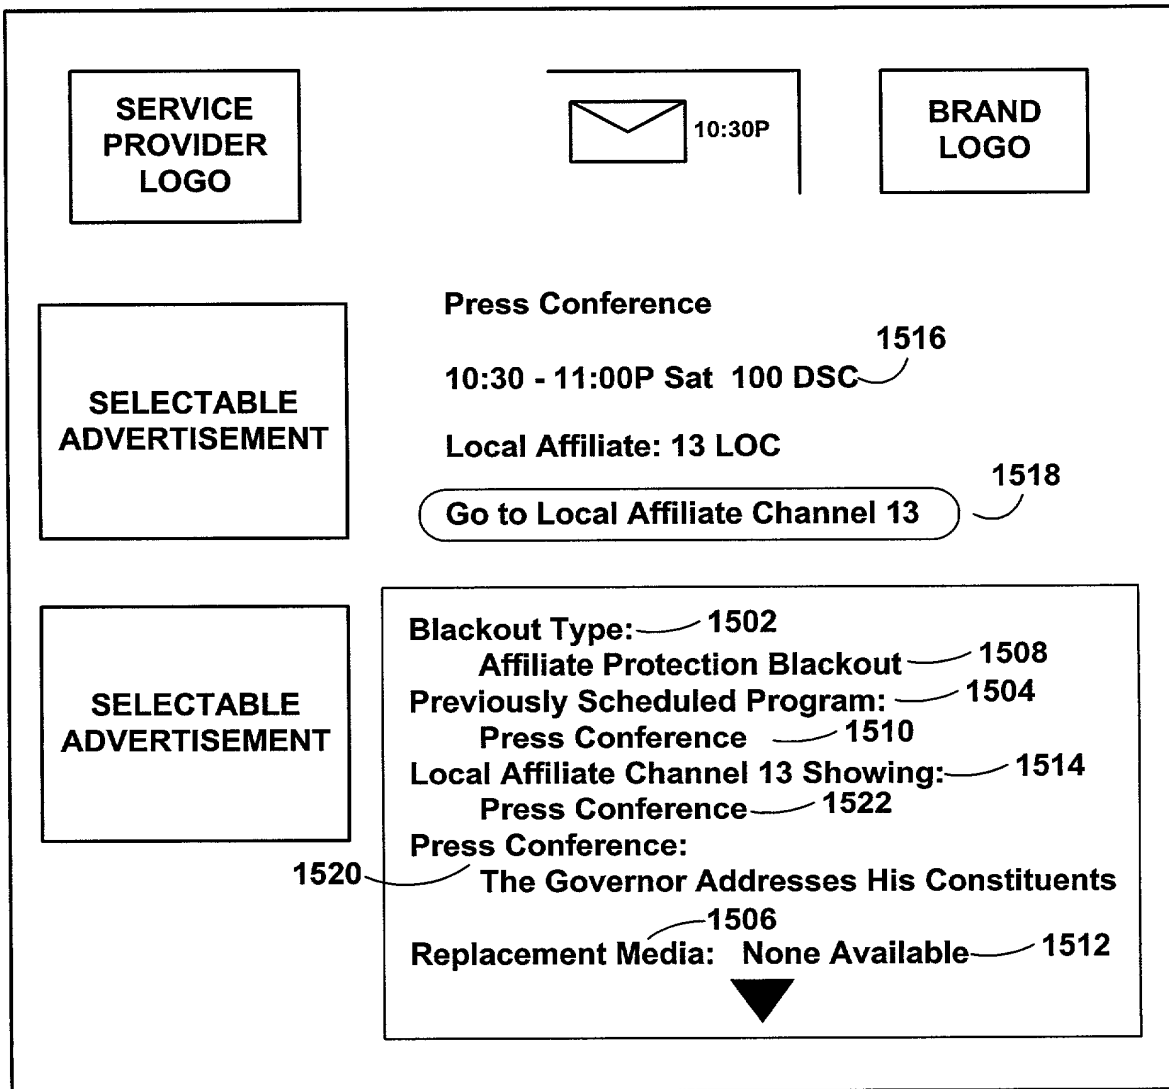 SERVICE
PROVIDER
LOGO
10:30P
BRAND
LOGO
SELECTABLE
ADVERTISEMENT
Press Conference
1516
10:30 - 11:00P Sat 100 DSC
Local Affiliate: 13 LOC
1518
Go to Local Affiliate Channel 13
SELECTABLE
ADVERTISEMENT
Blackout Type: 1502
Affiliate Protection Blackout 1508
Previously Scheduled Program: 1504
Press Conference 1510
Local Affiliate Channel 13 Showing: 1514
Press Conference 1522
Press Conference:
1520 The Governor Addresses His Constituents
1506
Replacement Media: None Available 1512